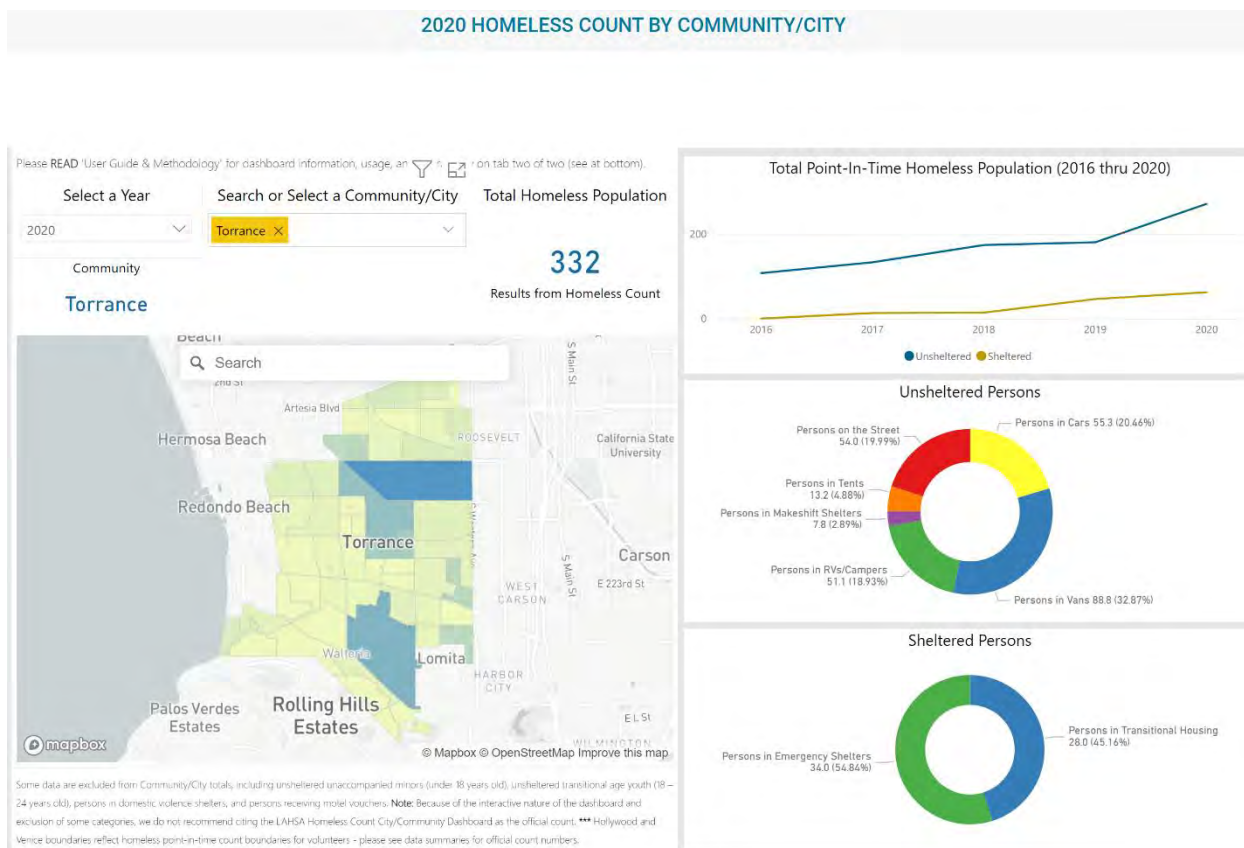 2020 HOMELESS COUNT BY COMMUNITY/CITY
Please READ 'User Guide & Methodology' for dashboard information, usage, an on tab two of two (see at bottom).
Select a Year
2020
Search or Select a Community/City
Torrance ×
Total Homeless Population
332
Results from Homeless Count
Community
Torrance
Beach
Search
2nd St
Artesia Blvd
Hermosa Beach
ROOSEVELT
S Main St
California State
University
Redondo Beach
S Western Ave
Torrance
S Main St
Carson
E 223rd St
WEST
CARSON
Walteria
Lomita
HARBOR
CITY
Palos Verdes
Estates
Rolling Hills
Estates
E L St
WILMINGTON
mapbox
© Mapbox © OpenStreetMap Improve this map
Some data are excluded from Community/City totals, including unsheltered unaccompanied minors (under 18 years old), unsheltered transitional age youth (18 –
24 years old), persons in domestic violence shelters, and persons receiving motel vouchers. Note: Because of the interactive nature of the dashboard and
exclusion of some categories, we do not recommend citing the LAHSA Homeless Count City/Community Dashboard as the official count. *** Hollywood and
Venice boundaries reflect homeless point-in-time count boundaries for volunteers - please see data summaries for official count numbers.
Total Point-In-Time Homeless Population (2016 thru 2020)
200
0
2016 2017 2018 2019 2020
Unsheltered Sheltered
Unsheltered Persons
Persons in Cars 55.3 (20.46%)
Persons on the Street
54.0 (19.99%)
Persons in Tents
13.2 (4.88%)
Persons in Makeshift Shelters
7.8 (2.89%)
Persons in RVs/Campers
51.1 (18.93%)
Persons in Vans 88.8 (32.87%)
Sheltered Persons
Persons in Transitional Housing
28.0 (45.16%)
Persons in Emergency Shelters
34.0 (54.84%)